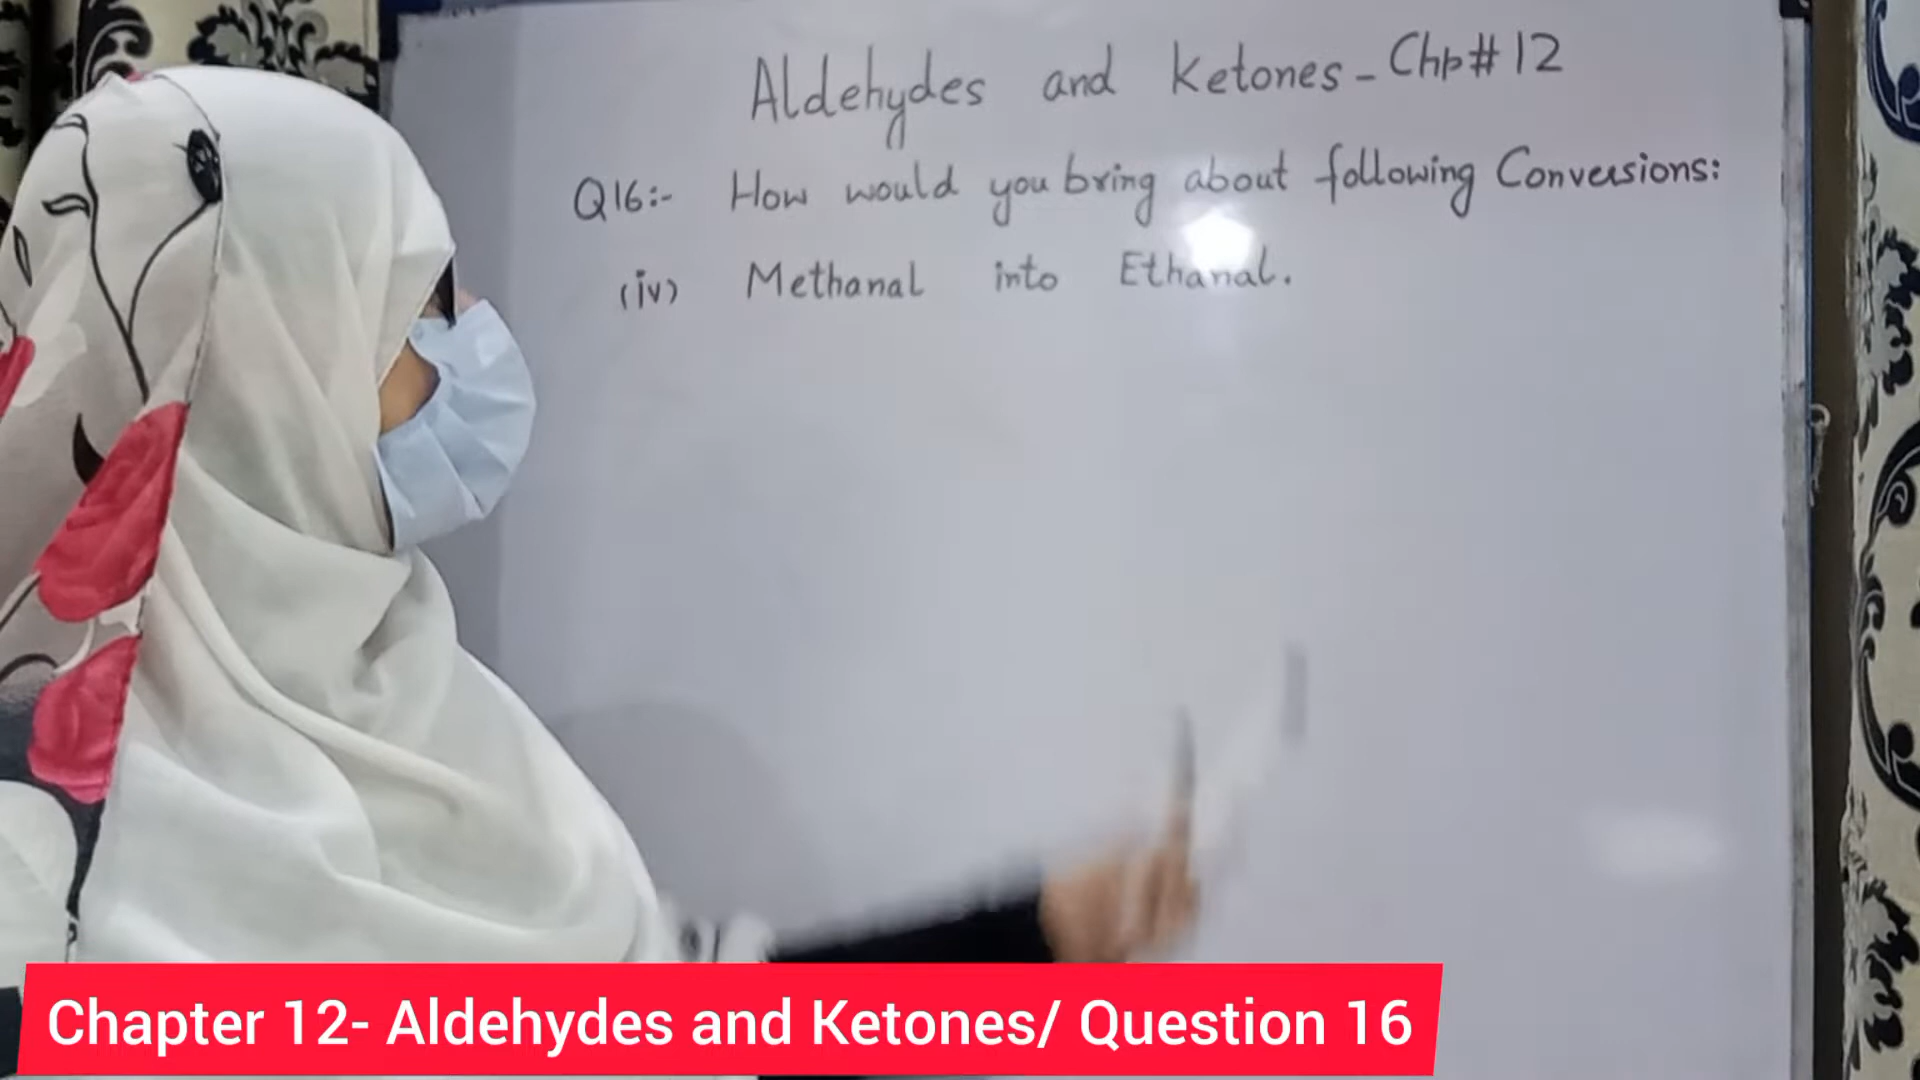 Aldehydes and Ketones - Chp# 12
Q16:- How would you bring about following Conversions:
(iv) Methanal into Ethanal.
Chapter 12- Aldehydes and Ketones/ Question 16